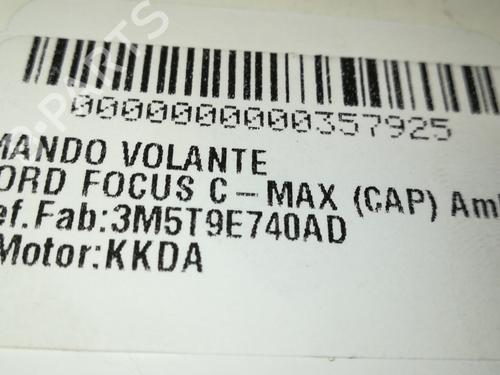 0000000000357925
MANDO VOLANTE
ORD FOCUS C-MAX (CAP) Am
ef.Fab:3M5T9E740AD
Motor:KKDA